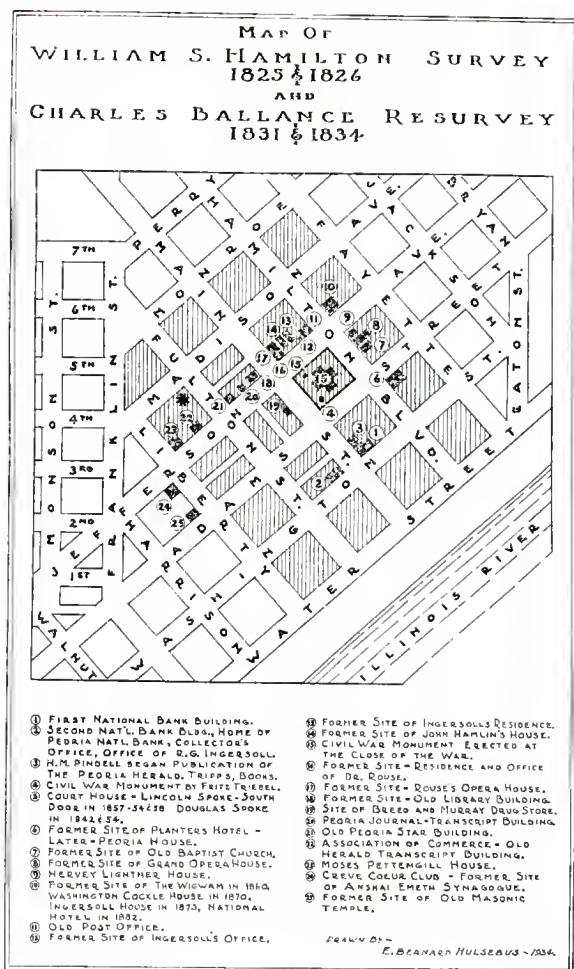 MAP OF
WILLIAM S. HAMILTON SURVEY
1825 & 1826
AND
CHARLES BALLANCE RESURVEY
1831 & 1834
PERRY
BRYAN
7TH
6TH
5TH
4TH
3RD
2ND
1ST
EATON ST.
FRANKLIN ST.
WALNUT
WATER STREET
ILLINOIS RIVER
① FIRST NATIONAL BANK BUILDING.
② SECOND NAT'L. BANK BLDG., HOME OF
PEORIA NATL. BANK, COLLECTOR'S
OFFICE, OFFICE OF R.G. INGERSOLL.
③ H.M. PINDELL BEGAN PUBLICATION OF
THE PEORIA HERALD. TRIPPS, BOOKS.
④ CIVIL WAR MONUMENT BY FRITZ TRIEBEL.
⑤ COURT HOUSE - LINCOLN SPOKE - SOUTH
DOOR IN 1857-54 & 58 DOUGLAS SPOKE
IN 1842 & 54.
⑥ FORMER SITE OF PLANTERS HOTEL -
LATER - PEORIA HOUSE.
⑦ FORMER SITE OF OLD BAPTIST CHURCH.
⑧ FORMER SITE OF GRAND OPERA HOUSE.
⑨ HERVEY LIGHTNER HOUSE.
⑩ FORMER SITE OF THE WIGWAM IN 1860,
WASHINGTON COCKLE HOUSE IN 1870,
INGERSOLL HOUSE IN 1873, NATIONAL
HOTEL IN 1882.
⑪ OLD POST OFFICE.
⑫ FORMER SITE OF INGERSOLL'S OFFICE.
⑬ FORMER SITE OF INGERSOLLS RESIDENCE.
⑭ FORMER SITE OF JOHN HAMLIN'S HOUSE.
⑮ CIVIL WAR MONUMENT ERECTED AT
THE CLOSE OF THE WAR.
⑯ FORMER SITE - RESIDENCE AND OFFICE
OF DR. ROUSE.
⑰ FORMER SITE - ROUSE'S OPERA HOUSE.
⑱ FORMER SITE - OLD LIBRARY BUILDING.
⑲ SITE OF BREED AND MURRAY DRUG STORE.
⑳ PEORIA JOURNAL-TRANSCRIPT BUILDING.
㉑ OLD PEORIA STAR BUILDING.
㉒ ASSOCIATION OF COMMERCE - OLD
HERALD TRANSCRIPT BUILDING.
㉓ MOSES PETTENGILL HOUSE.
㉔ CREVE COEUR CLUB - FORMER SITE
OF ANSHAI EMETH SYNAGOGUE.
㉕ FORMER SITE OF OLD MASONIC
TEMPLE.
DRAWN BY -
E. BERNARD HULSEBUS - 1934.